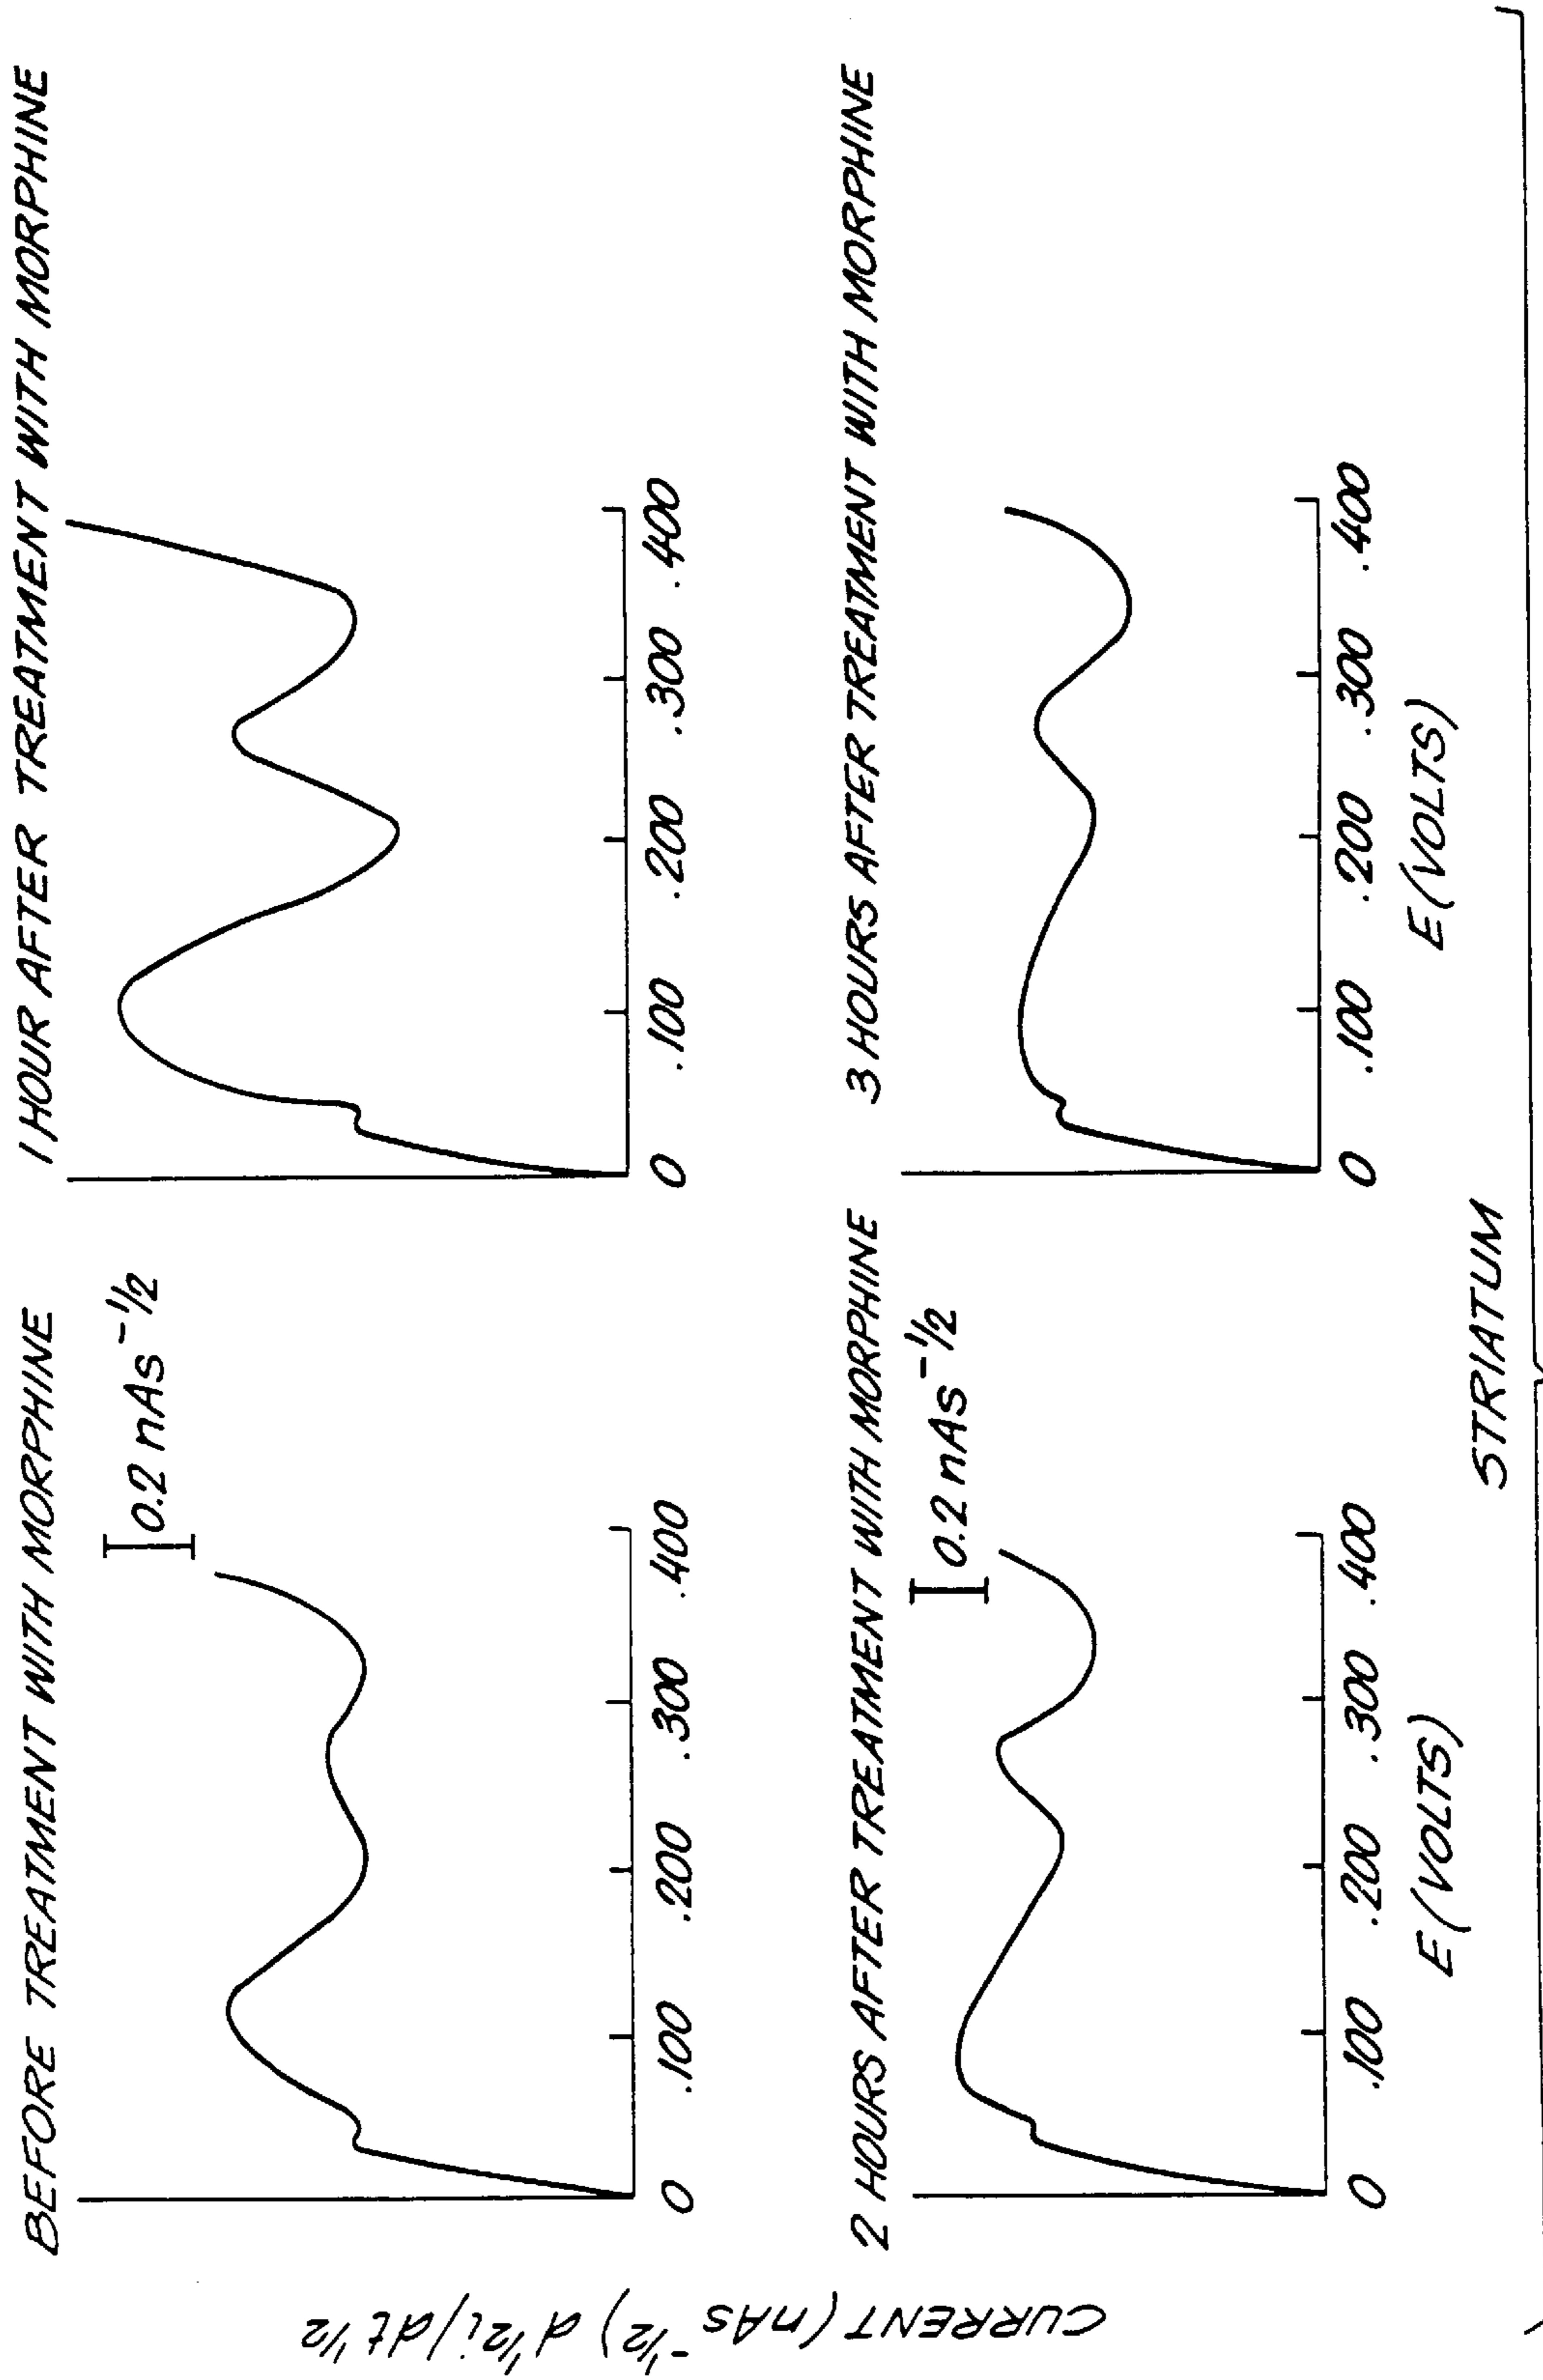 BEFORE TREATMENT WITH MORPHINE
1 HOUR AFTER TREATMENT WITH MORPHINE
0.2 nAs⁻¹/²
0 .100 .200 .300 .400
0 .100 .200 .300 .400
CURRENT (nAs⁻¹/²) d¹/²i/dt¹/²
2 HOURS AFTER TREATMENT WITH MORPHINE
3 HOURS AFTER TREATMENT WITH MORPHINE
0.2 nAs⁻¹/²
0 .100 .200 .300 .400
0 .100 .200 .300 .400
E (VOLTS)
E (VOLTS)
STRIATUM